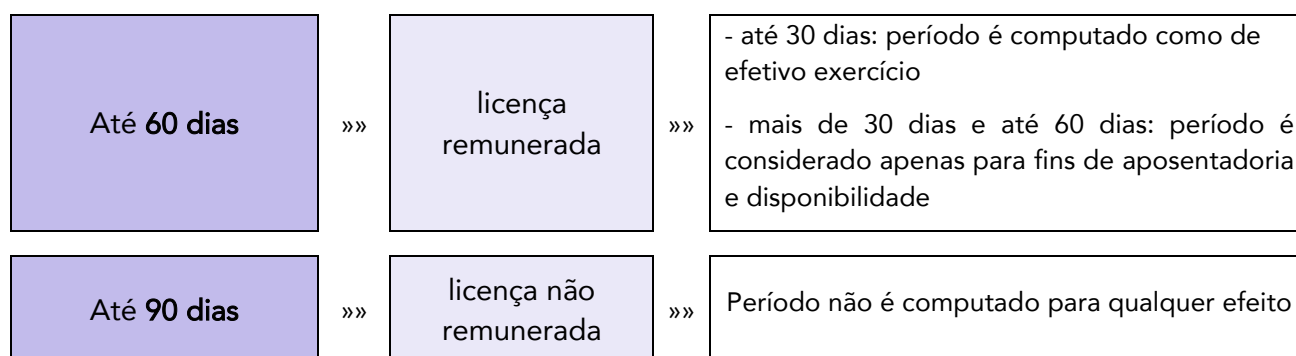 Até 60 dias
»»
licença
remunerada
»»
- até 30 dias: período é computado como de
efetivo exercício
- mais de 30 dias e até 60 dias: período é
considerado apenas para fins de aposentadoria
e disponibilidade
Até 90 dias
»»
licença não
remunerada
»»
Período não é computado para qualquer efeito